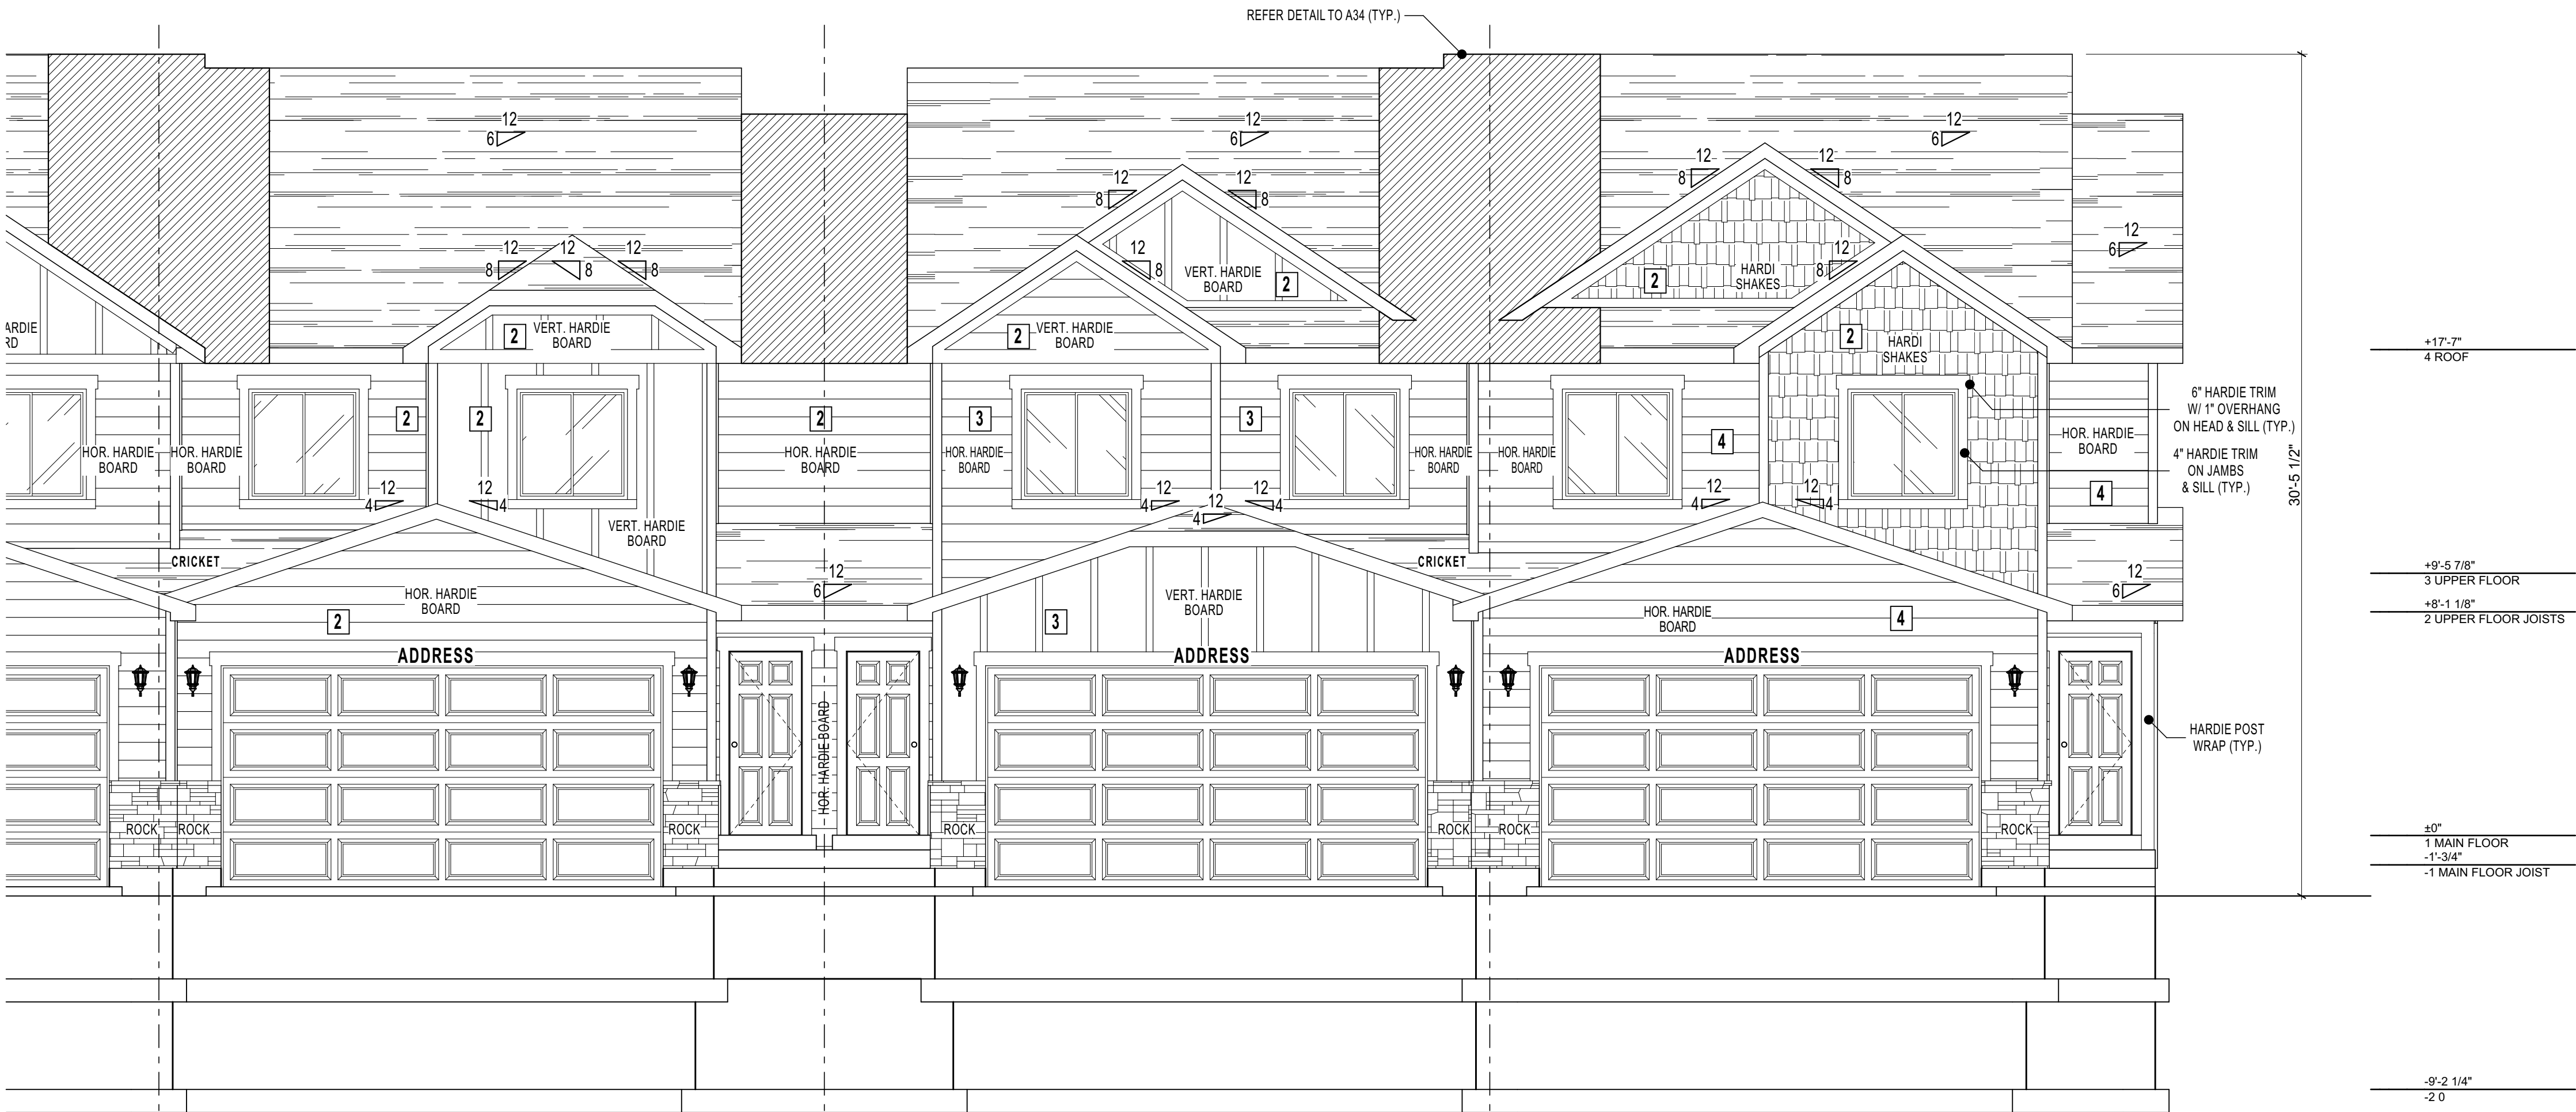 REFER DETAIL TO A34 (TYP.)
12
6
12
6
12
6
12
8
12
8
12
8
12
8
12
6
12
8
12
8
12
8
12
8
12
8
VERT. HARDIE
BOARD
2
2
HARDI
SHAKES
ARDIE
RD
2
VERT. HARDIE
BOARD
2
VERT. HARDIE
BOARD
2
HARDI
SHAKES
+17'-7"
4 ROOF
6" HARDIE TRIM
W/ 1" OVERHANG
ON HEAD & SILL (TYP.)
4" HARDIE TRIM
ON JAMBS
& SILL (TYP.)
30'-5 1/2"
2
2
2
3
3
4
4
HOR. HARDIE
BOARD
HOR. HARDIE
BOARD
HOR. HARDIE
BOARD
HOR. HARDIE
BOARD
HOR. HARDIE
BOARD
HOR. HARDIE
BOARD
HOR. HARDIE
BOARD
12
4
12
4
12
4
12
4
12
4
12
4
12
4
VERT. HARDIE
BOARD
CRICKET
CRICKET
12
6
12
6
+9'-5 7/8"
3 UPPER FLOOR
+8'-1 1/8"
2 UPPER FLOOR JOISTS
HOR. HARDIE
BOARD
2
VERT. HARDIE
BOARD
3
HOR. HARDIE
BOARD
4
ADDRESS
ADDRESS
ADDRESS
HOR. HARDIE BOARD
HARDIE POST
WRAP (TYP.)
ROCK
ROCK
ROCK
ROCK
ROCK
ROCK
ROCK
±0"
1 MAIN FLOOR
-1'-3/4"
-1 MAIN FLOOR JOIST
-9'-2 1/4"
-2 0